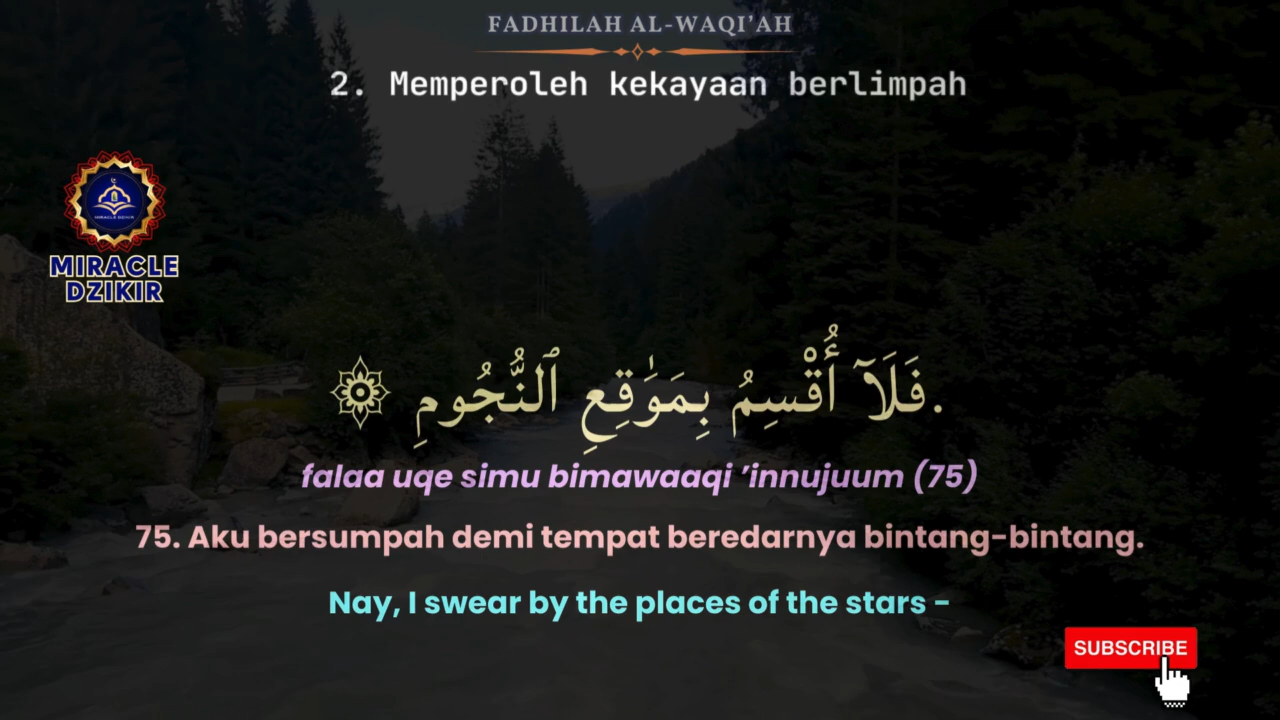 FADHILAH AL-WAQI'AH
2. Memperoleh kekayaan berlimpah
MIRACLE
DZIKIR
فَلَآ أُقْسِمُ بِمَوَٰقِعِ ٱلنُّجُومِ ۞.
falaa uqe simu bimawaaqi ’innujuum (75)
75. Aku bersumpah demi tempat beredarnya bintang-bintang.
Nay, I swear by the places of the stars -
SUBSCRIBE